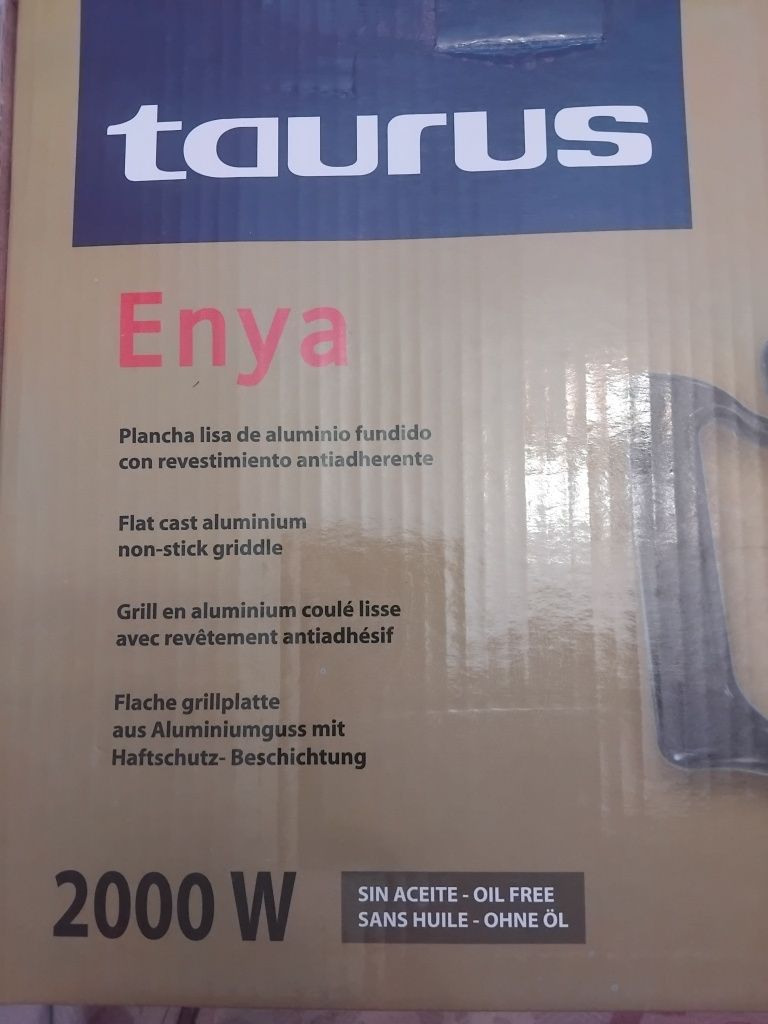 taurus
Enya
Plancha lisa de aluminio fundido
con revestimiento antiadherente
Flat cast aluminium
non-stick griddle
Grill en aluminium coulé lisse
avec revêtement antiadhésif
Flache grillplatte
aus Aluminiumguss mit
Haftschutz- Beschichtung
2000 W
SIN ACEITE - OIL FREE
SANS HUILE - OHNE ÖL